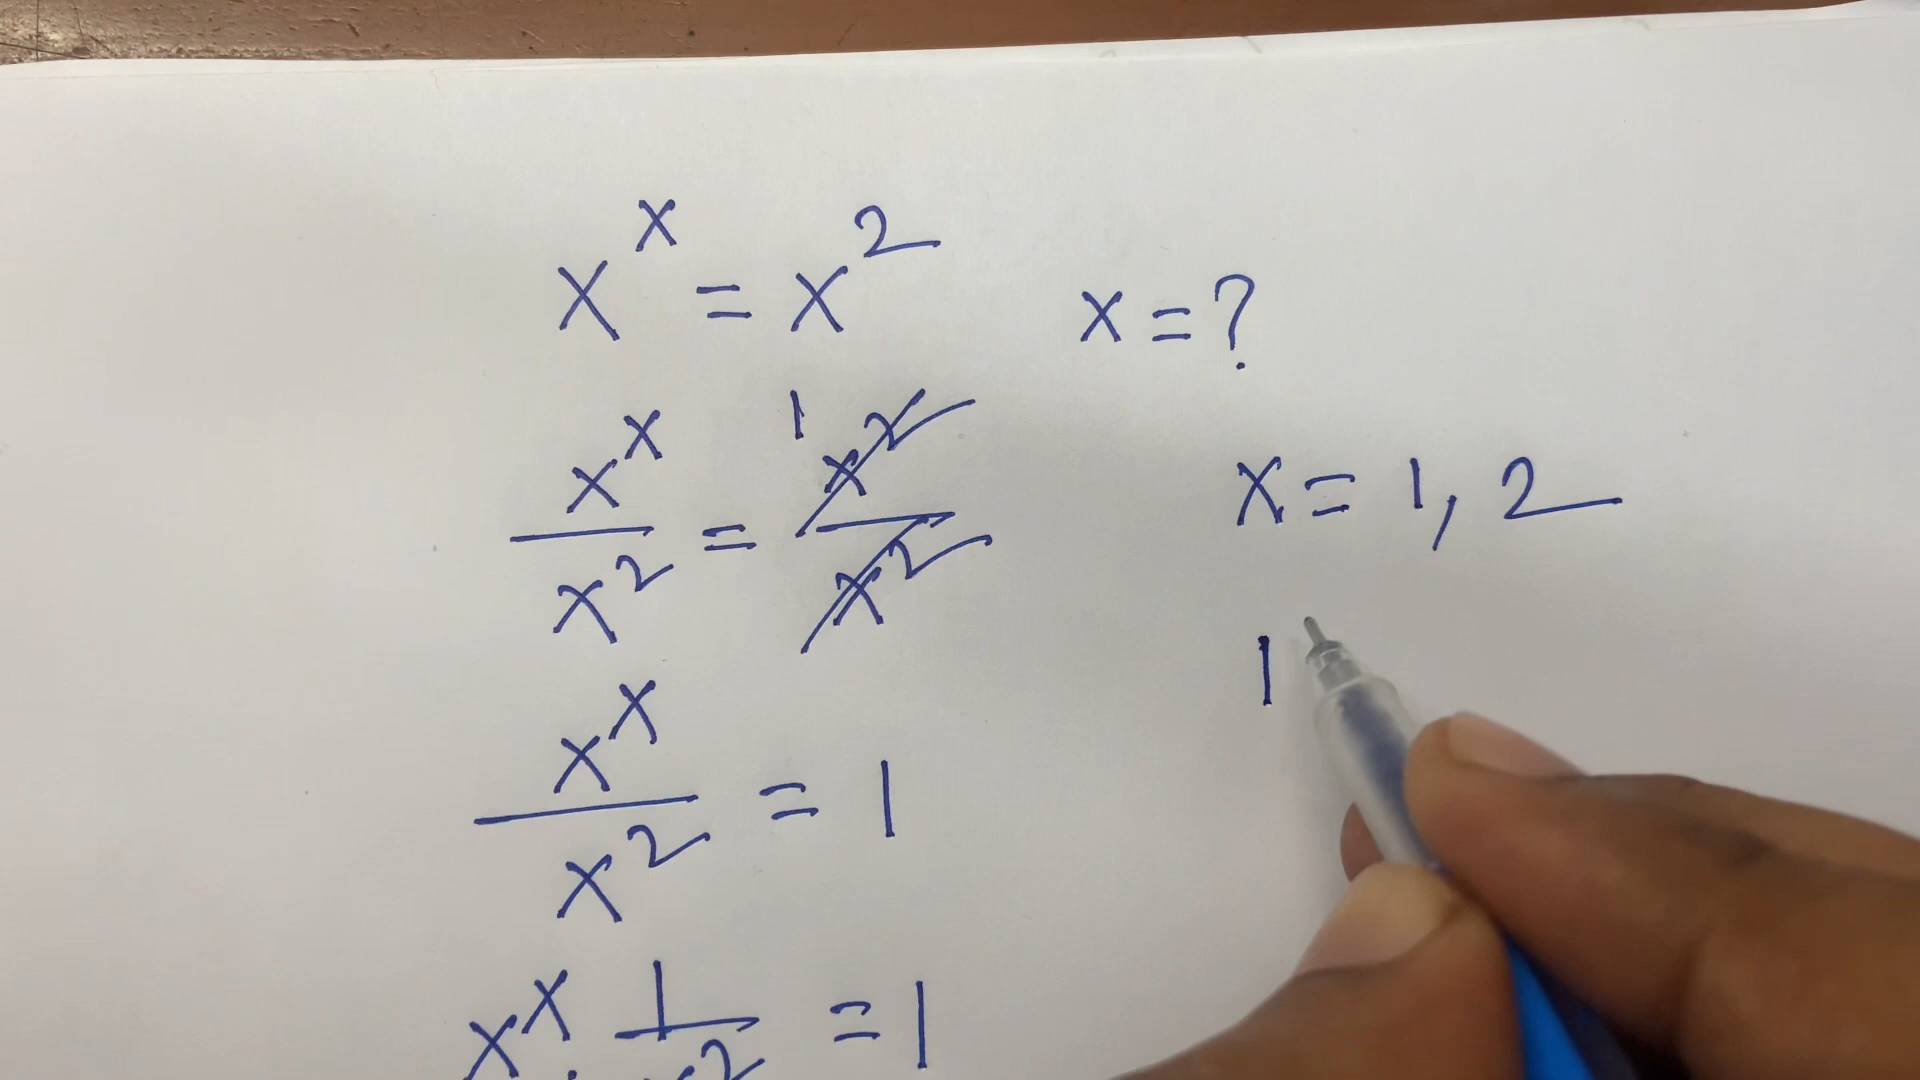 x^x = x^2    x = ?
x^x/x^2 = 1 x^2/x^2
x = 1, 2
x^x/x^2 = 1
1
x^x · 1/x^2 = 1